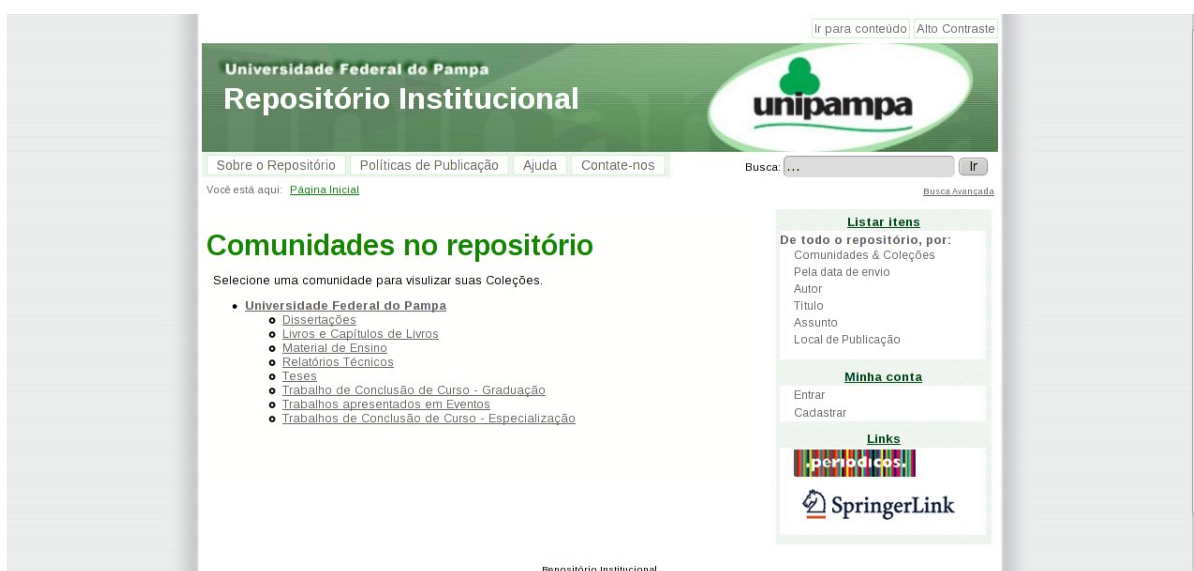 Ir para conteúdo Alto Contraste
Universidade Federal do Pampa
Repositório Institucional
unipampa
Sobre o Repositório Políticas de Publicação Ajuda Contate-nos Busca: ... Ir
Você está aqui: Página Inicial Busca Avançada
Comunidades no repositório
Selecione uma comunidade para visulizar suas Coleções.
Universidade Federal do Pampa
Dissertações
Livros e Capítulos de Livros
Material de Ensino
Relatórios Técnicos
Teses
Trabalho de Conclusão de Curso - Graduação
Trabalhos apresentados em Eventos
Trabalhos de Conclusão de Curso - Especialização
Listar itens
De todo o repositório, por:
Comunidades & Coleções
Pela data de envio
Autor
Título
Assunto
Local de Publicação
Minha conta
Entrar
Cadastrar
Links
.periodicos.
SpringerLink
Repositório Institucional